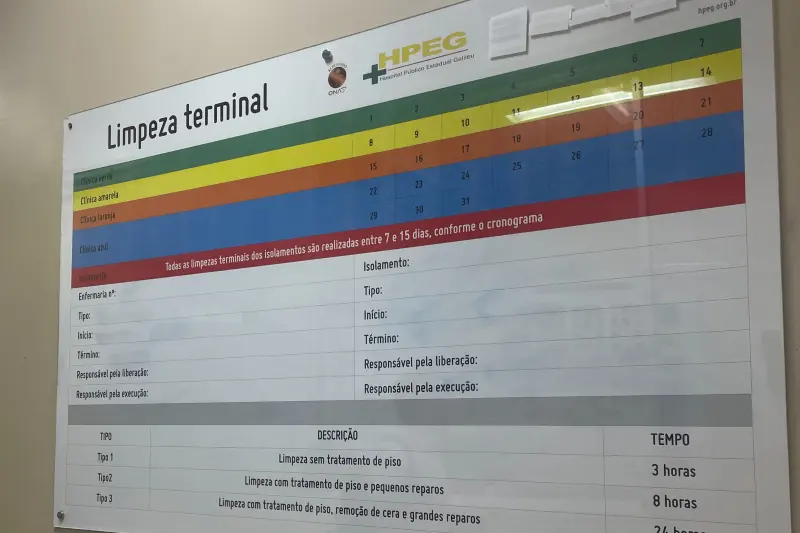 hpeg.org.br
ONA
HPEG
Hospital Público Estadual Galileu
Limpeza terminal
Clínica verde 1 2 3 4 5 6 7
Clínica amarela 8 9 10 11 12 13 14
Clínica laranja 15 16 17 18 19 20 21
Clínica azul 22 23 24 25 26 27 28
29 30 31
Todas as limpezas terminais dos isolamentos são realizadas entre 7 e 15 dias, conforme o cronograma
Enfermaria nº: Isolamento:
Tipo: Tipo:
Início: Início:
Término: Término:
Responsável pela liberação: Responsável pela liberação:
Responsável pela execução: Responsável pela execução:
TIPO DESCRIÇÃO TEMPO
Tipo 1 Limpeza sem tratamento de piso 3 horas
Tipo2 Limpeza com tratamento de piso e pequenos reparos 8 horas
Tipo 3 Limpeza com tratamento de piso, remoção de cera e grandes reparos 24 horas